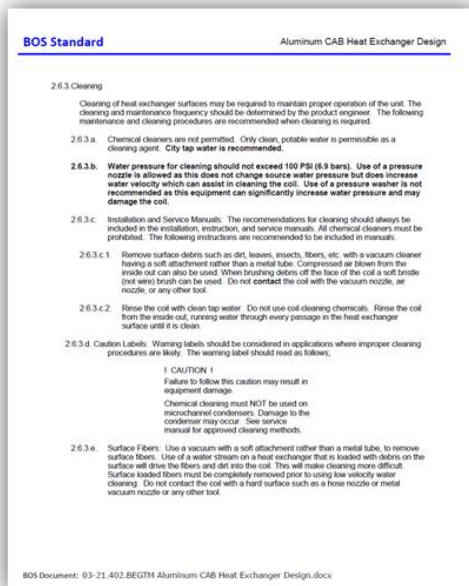 BOS Standard
Aluminum CAB Heat Exchanger Design
2.6.3.Cleaning
Cleaning of heat exchanger surfaces may be required to maintain proper operation of the unit. The
cleaning and maintenance frequency should be determined by the product engineer. The following
maintenance and cleaning procedures are recommended when cleaning is required.
2.6.3.a. Chemical cleaners are not permitted. Only clean, potable water is permissible as a
cleaning agent. City tap water is recommended.
2.6.3.b. Water pressure for cleaning should not exceed 100 PSI (6.9 bars). Use of a pressure
nozzle is allowed as this does not change source water pressure but does increase
water velocity which can assist in cleaning the coil. Use of a pressure washer is not
recommended as this equipment can significantly increase water pressure and may
damage the coil.
2.6.3.c. Installation and Service Manuals: The recommendations for cleaning should always be
included in the installation, instruction, and service manuals. All chemical cleaners must be
prohibited. The following instructions are recommended to be included in manuals.
2.6.3.c.1. Remove surface debris such as dirt, leaves, insects, fibers, etc. with a vacuum cleaner
having a soft attachment rather than a metal tube. Compressed air blown from the
inside out can also be used. When brushing debris off the face of the coil a soft bristle
(not wire) brush can be used. Do not contact the coil with the vacuum nozzle, air
nozzle, or any other tool.
2.6.3.c.2. Rinse the coil with clean tap water. Do not use coil cleaning chemicals. Rinse the coil
from the inside out, running water through every passage in the heat exchanger
surface until it is clean.
2.6.3.d. Caution Labels: Warning labels should be considered in applications where improper cleaning
procedures are likely. The warning label should read as follows;
! CAUTION !
Failure to follow this caution may result in
equipment damage.
Chemical cleaning must NOT be used on
microchannel condensers. Damage to the
condenser may occur. See service
manual for approved cleaning methods.
2.6.3.e. Surface Fibers: Use a vacuum with a soft attachment rather than a metal tube, to remove
surface fibers. Use of a water stream on a heat exchanger that is loaded with debris on the
surface will drive the fibers and dirt into the coil. This will make cleaning more difficult.
Surface loaded fibers must be completely removed prior to using low velocity water
cleaning. Do not contact the coil with a hard surface such as a hose nozzle or metal
vacuum nozzle or any other tool.
BOS Document: 03-21.402.BEGTM Aluminum CAB Heat Exchanger Design.docx